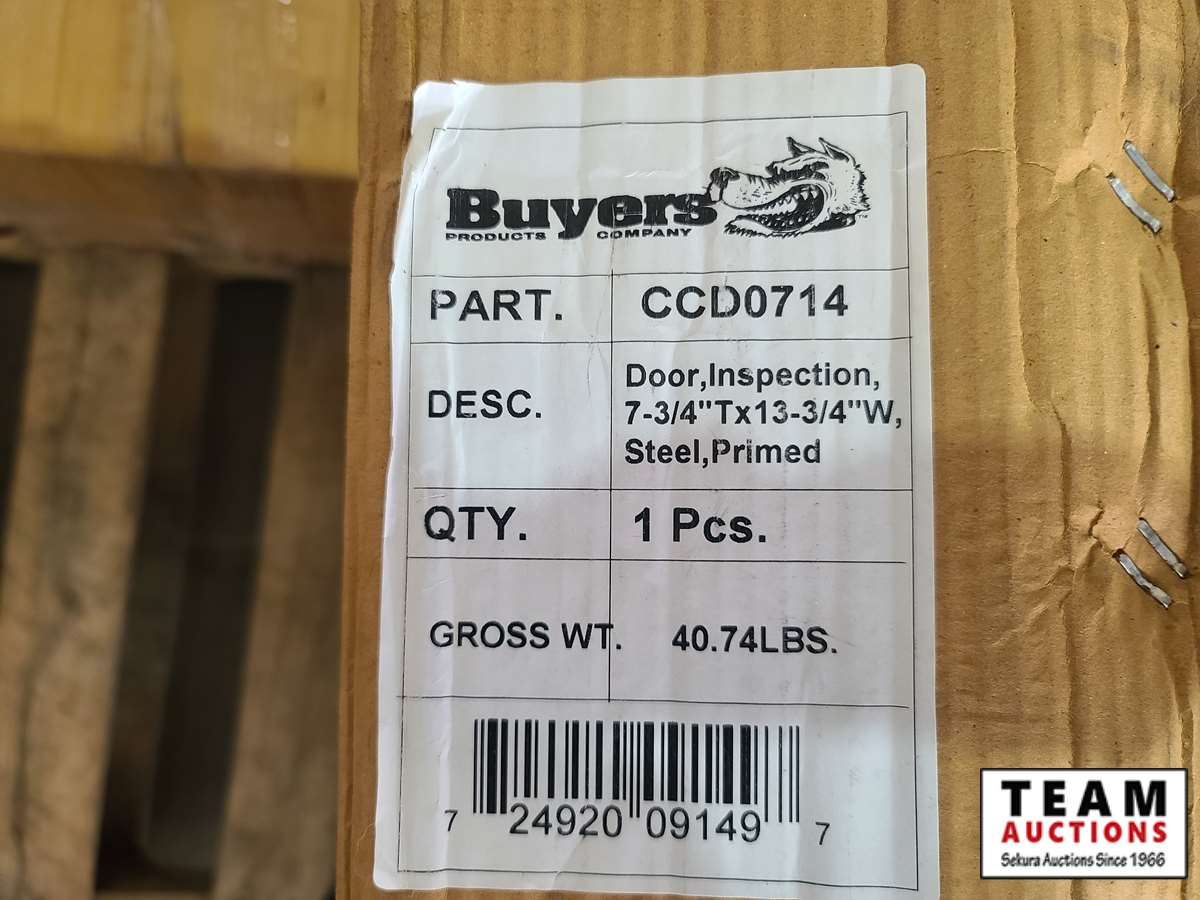 Buyers
PRODUCTS COMPANY
PART. CCD0714
DESC. Door,Inspection,
7-3/4"Tx13-3/4"W,
Steel,Primed
QTY. 1 Pcs.
GROSS WT. 40.74LBS.
7 24920 09149 7
TEAM
AUCTIONS
Sekura Auctions Since 1966